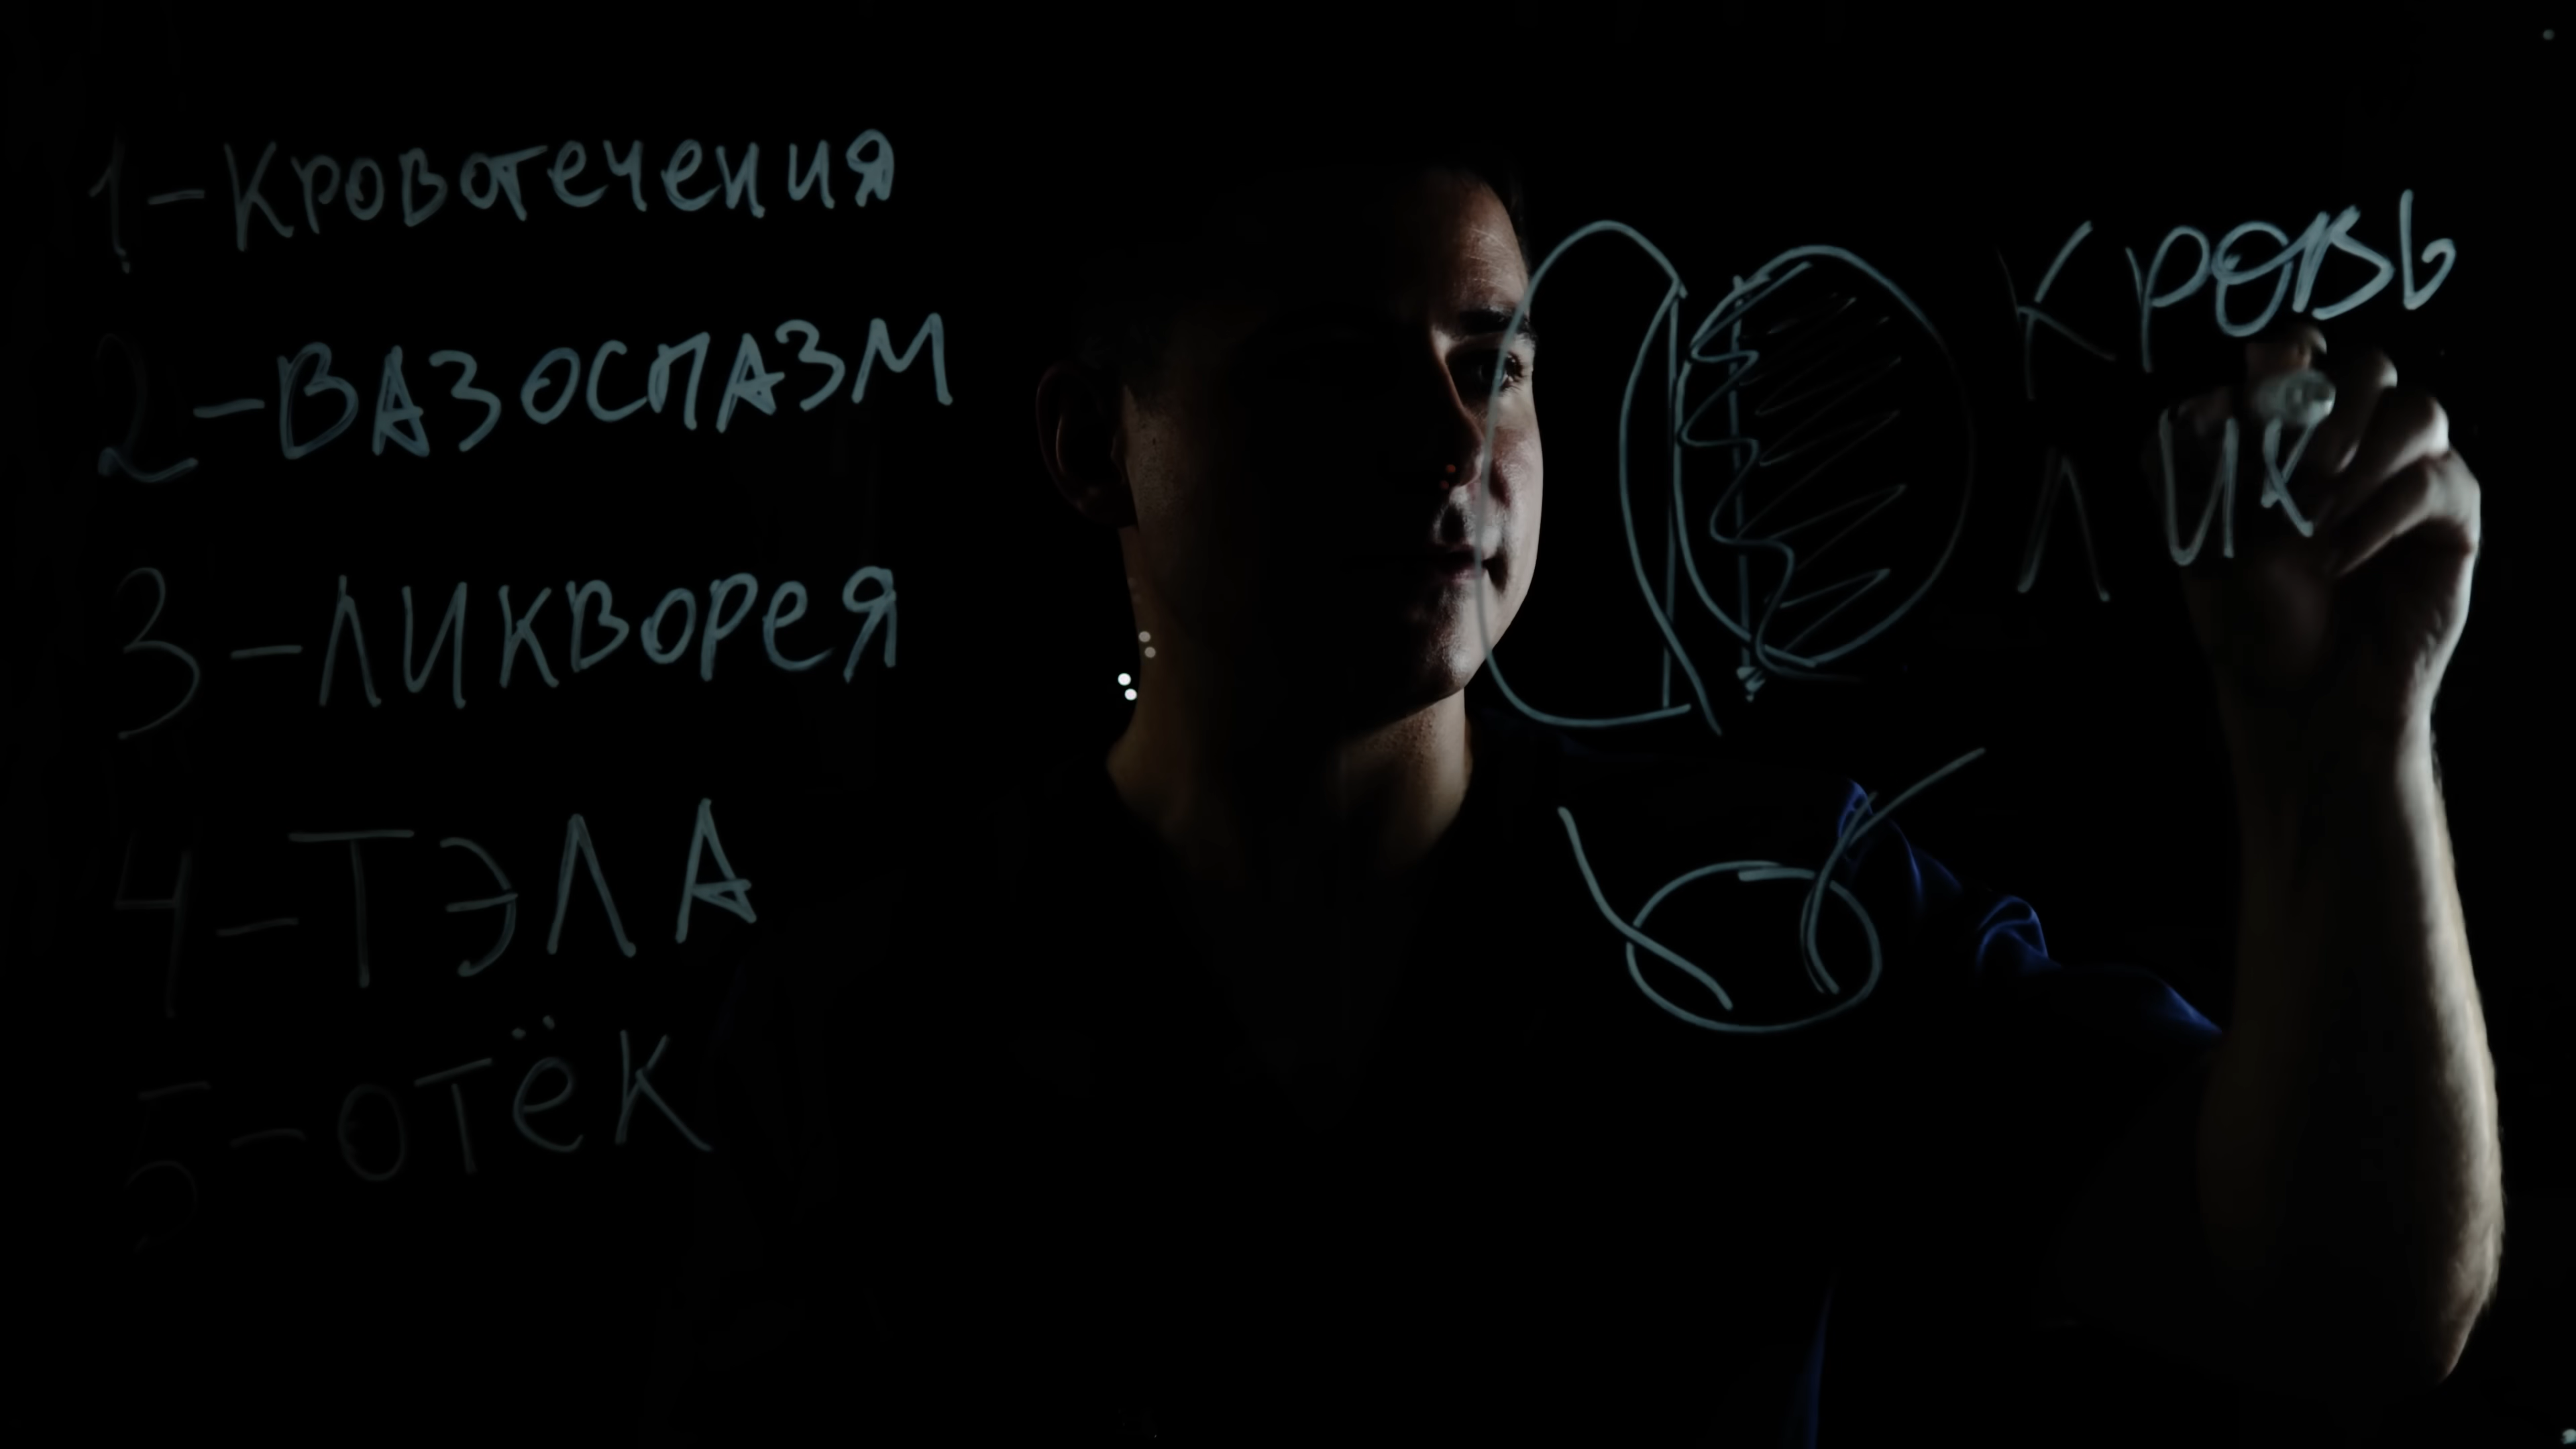 1-Кровотечения
2-ВАЗОСПАЗМ
3-ЛИКВОРЕЯ
4-ТЭЛА
5-ОТЁК
КРОВЬ
ЛИК